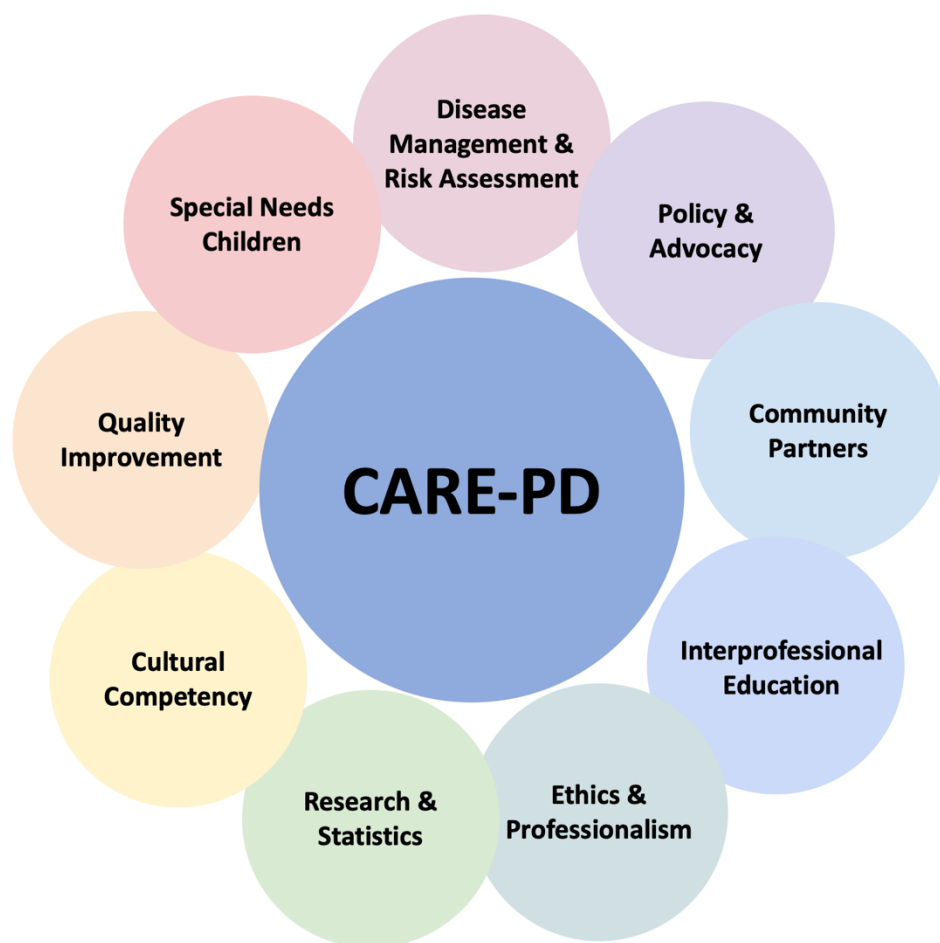 Disease
Management &
Risk Assessment
Policy &
Advocacy
Community
Partners
Interprofessional
Education
Ethics &
Professionalism
Research &
Statistics
Cultural
Competency
Quality
Improvement
Special Needs
Children
CARE-PD